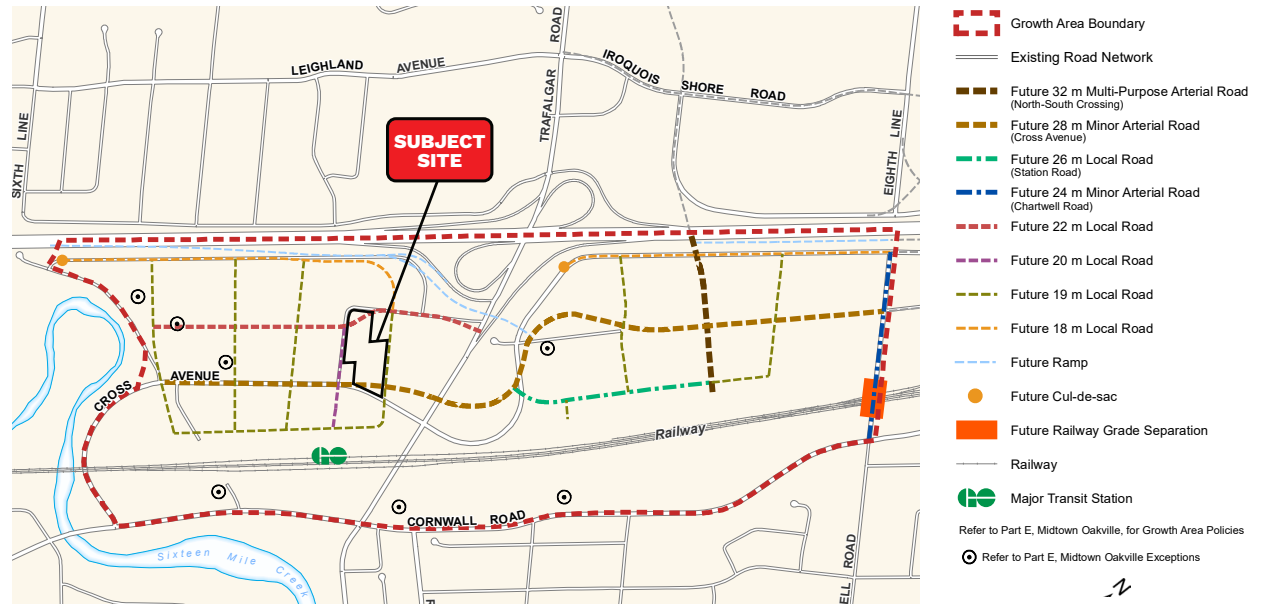 ROAD
TRAFALGAR
LEIGHLAND AVENUE
IROQUOIS SHORE ROAD
SIXTH LINE
EIGHTH LINE
SUBJECT
SITE
CROSS AVENUE
Railway
CORNWALL ROAD
Sixteen Mile Creek
ROAD
Growth Area Boundary
Existing Road Network
Future 32 m Multi-Purpose Arterial Road
(North-South Crossing)
Future 28 m Minor Arterial Road
(Cross Avenue)
Future 26 m Local Road
(Station Road)
Future 24 m Minor Arterial Road
(Chartwell Road)
Future 22 m Local Road
Future 20 m Local Road
Future 19 m Local Road
Future 18 m Local Road
Future Ramp
Future Cul-de-sac
Future Railway Grade Separation
Railway
GO
Major Transit Station
Refer to Part E, Midtown Oakville, for Growth Area Policies
Refer to Part E, Midtown Oakville Exceptions